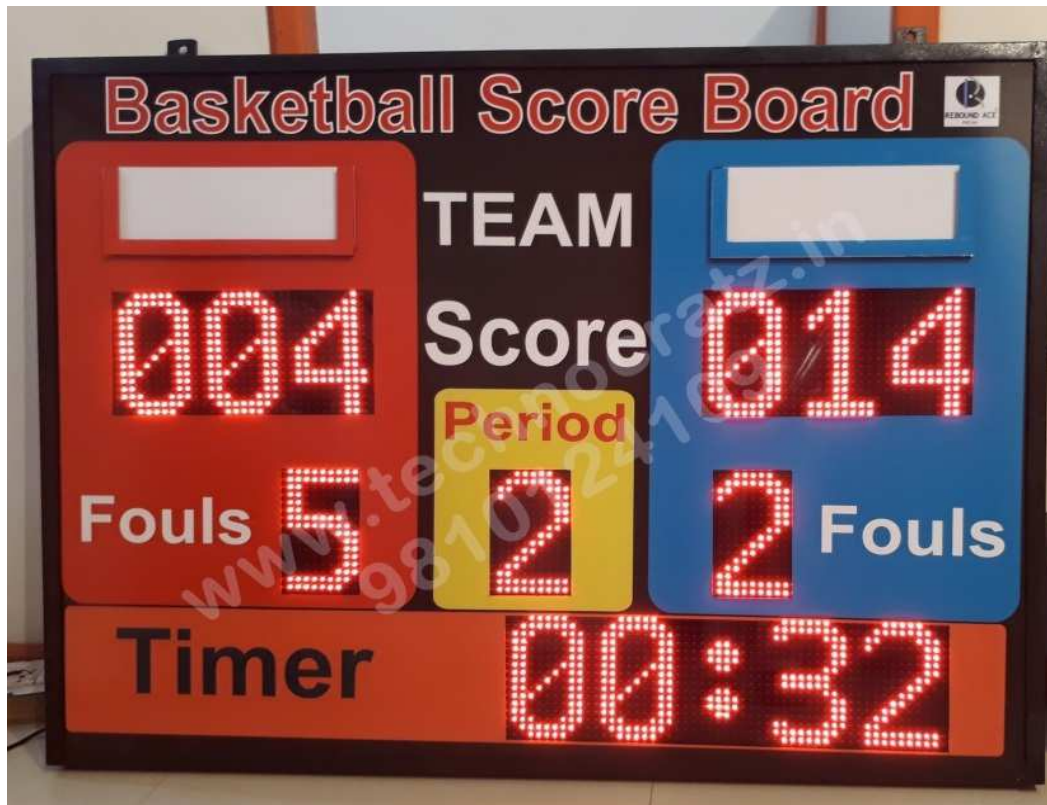 Basketball Score Board
REBOUND ACE
TEAM
004 Score 014
Period
Fouls 5 2 2 Fouls
Timer 00:32
www.tecnocratz.in
9810124109